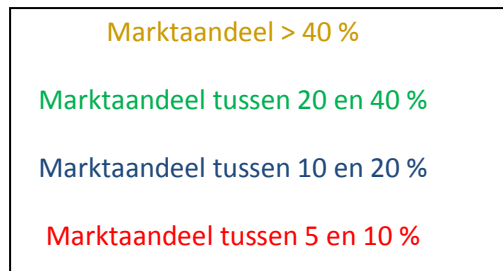 Marktaandeel > 40 %
Marktaandeel tussen 20 en 40 %
Marktaandeel tussen 10 en 20 %
Marktaandeel tussen 5 en 10 %